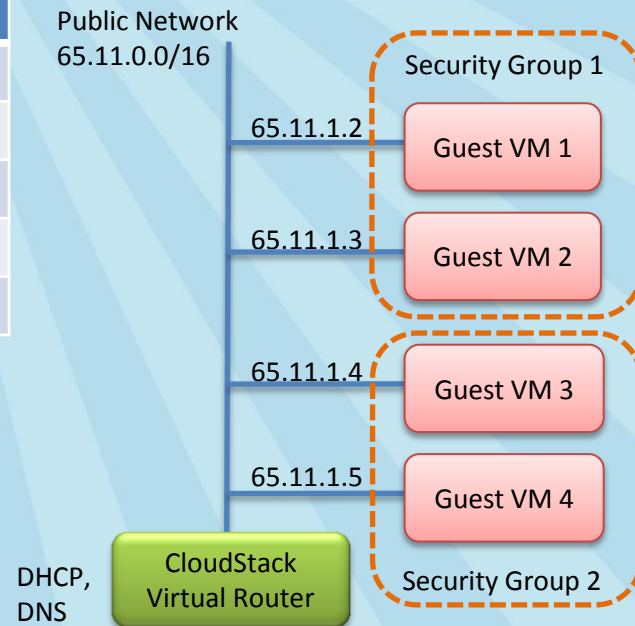 Public Network
65.11.0.0/16
Security Group 1
65.11.1.2
Guest VM 1
65.11.1.3
Guest VM 2
65.11.1.4
Guest VM 3
65.11.1.5
Guest VM 4
Security Group 2
CloudStack
Virtual Router
DHCP,
DNS